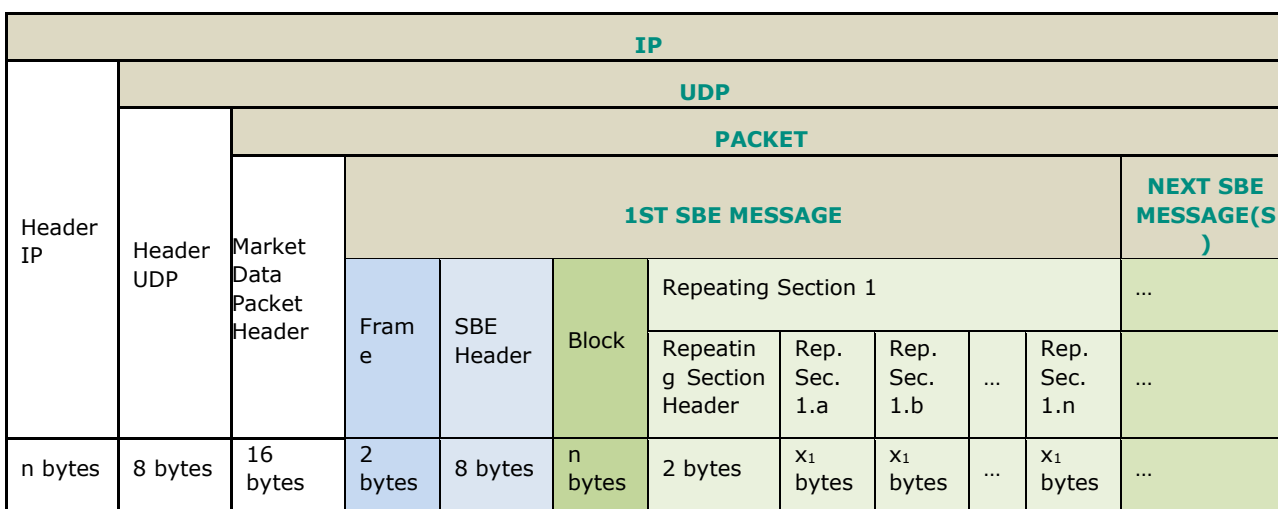 IP
UDP
PACKET
Header
IP
Header
UDP
Market
Data
Packet
Header
1ST SBE MESSAGE
NEXT SBE
MESSAGE(S
)
Fram
e
SBE
Header
Block
Repeating Section 1
…
Repeatin
g Section
Header
Rep.
Sec.
1.a
Rep.
Sec.
1.b
…
Rep.
Sec.
1.n
…
n bytes
8 bytes
16
bytes
2
bytes
8 bytes
n
bytes
2 bytes
x₁
bytes
x₁
bytes
…
x₁
bytes
…